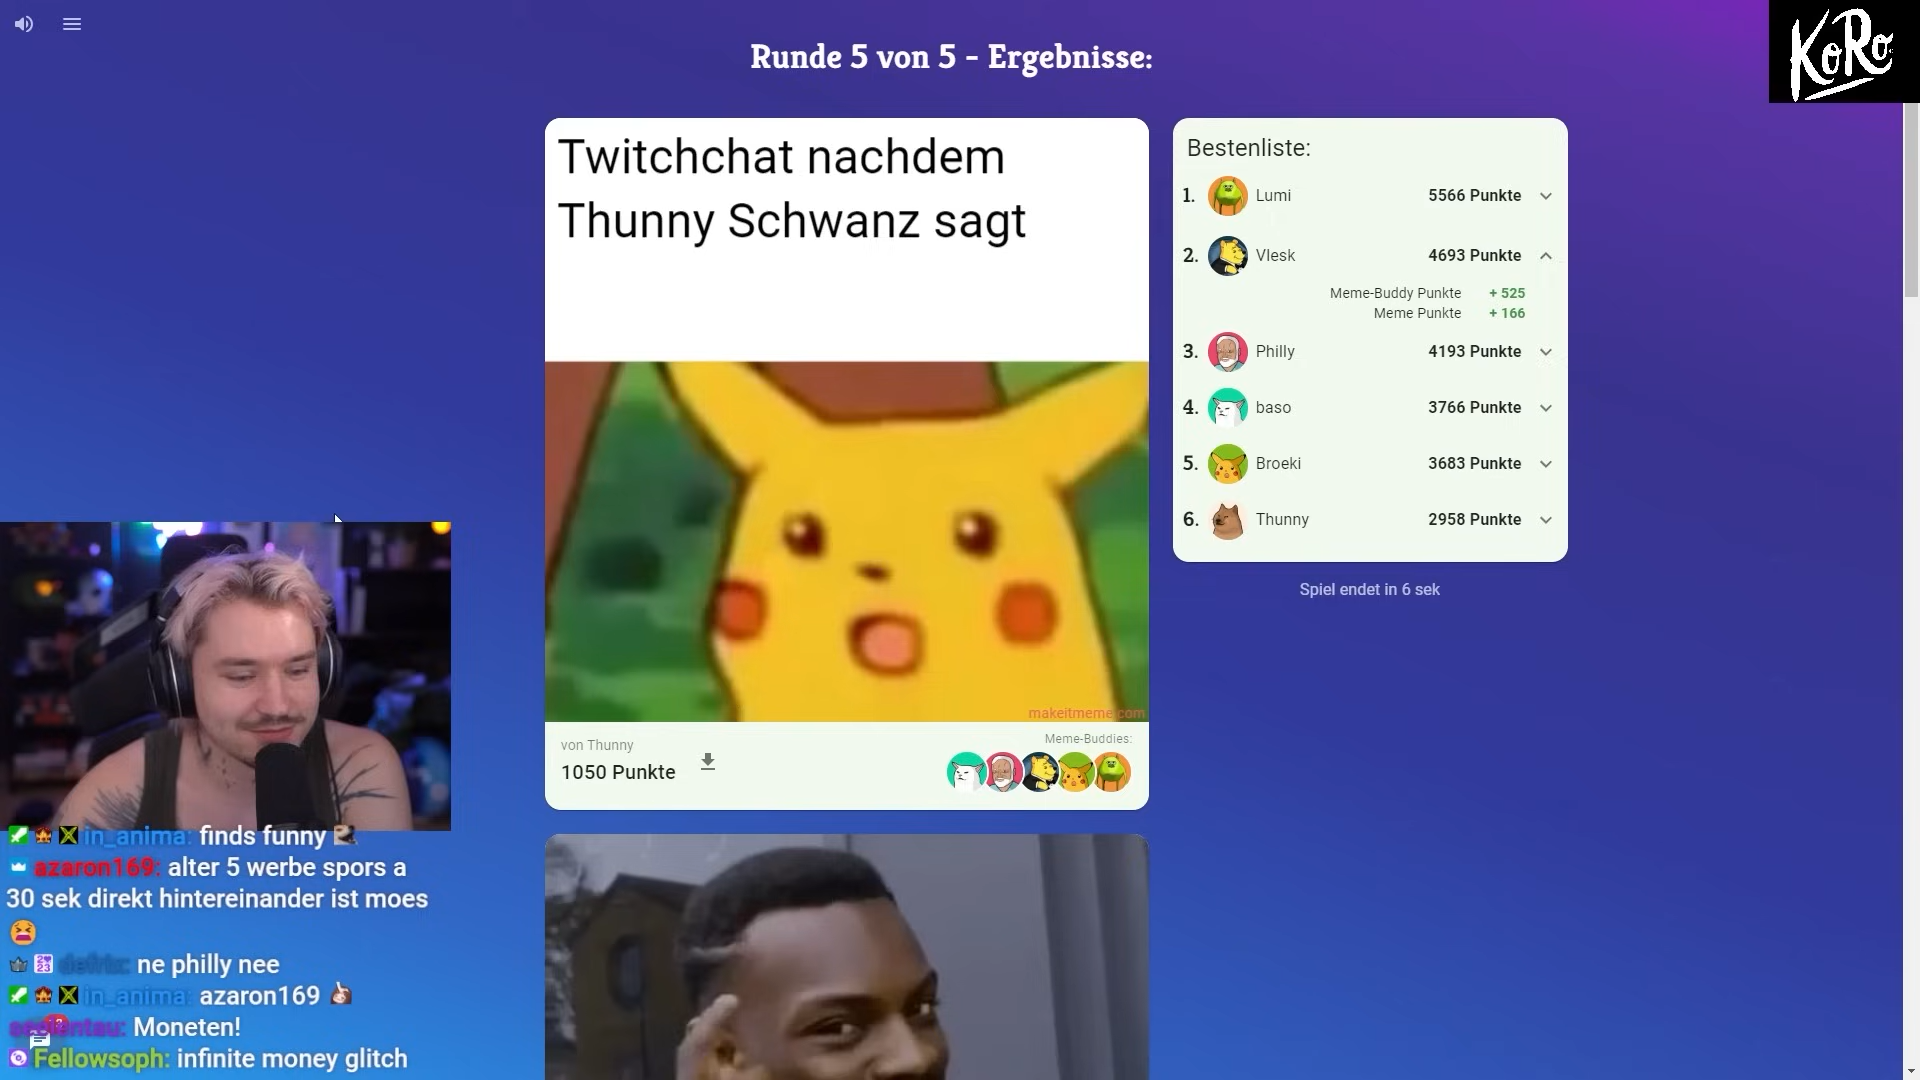 KoRo
Runde 5 von 5 - Ergebnisse:
Twitchchat nachdem
Thunny Schwanz sagt
makeitmeme.com
von Thunny
1050 Punkte
Meme-Buddies:
Bestenliste:
1. Lumi 5566 Punkte
2. Vlesk 4693 Punkte
Meme-Buddy Punkte + 525
Meme Punkte + 166
3. Philly 4193 Punkte
4. baso 3766 Punkte
5. Broeki 3683 Punkte
6. Thunny 2958 Punkte
Spiel endet in 6 sek
in_anima: finds funny
azaron169: alter 5 werbe spors a
30 sek direkt hintereinander ist moes
ne philly nee
in_anima: azaron169
Moneten!
Fellowsoph: infinite money glitch